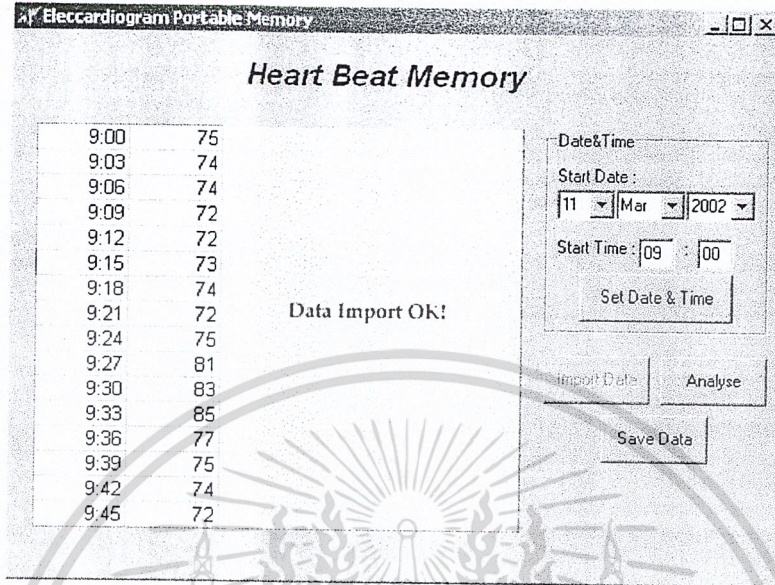 Eleccardiogram Portable Memory
Heart Beat Memory
9:00 75
9:03 74
9:06 74
9:09 72
9:12 72
9:15 73
9:18 74
9:21 72
9:24 75
9:27 81
9:30 83
9:33 85
9:36 77
9:39 75
9:42 74
9:45 72
Data Import OK!
Date&Time
Start Date :
11 Mar 2002
Start Time : 09 : 00
Set Date & Time
Import Data Analyse
Save Data